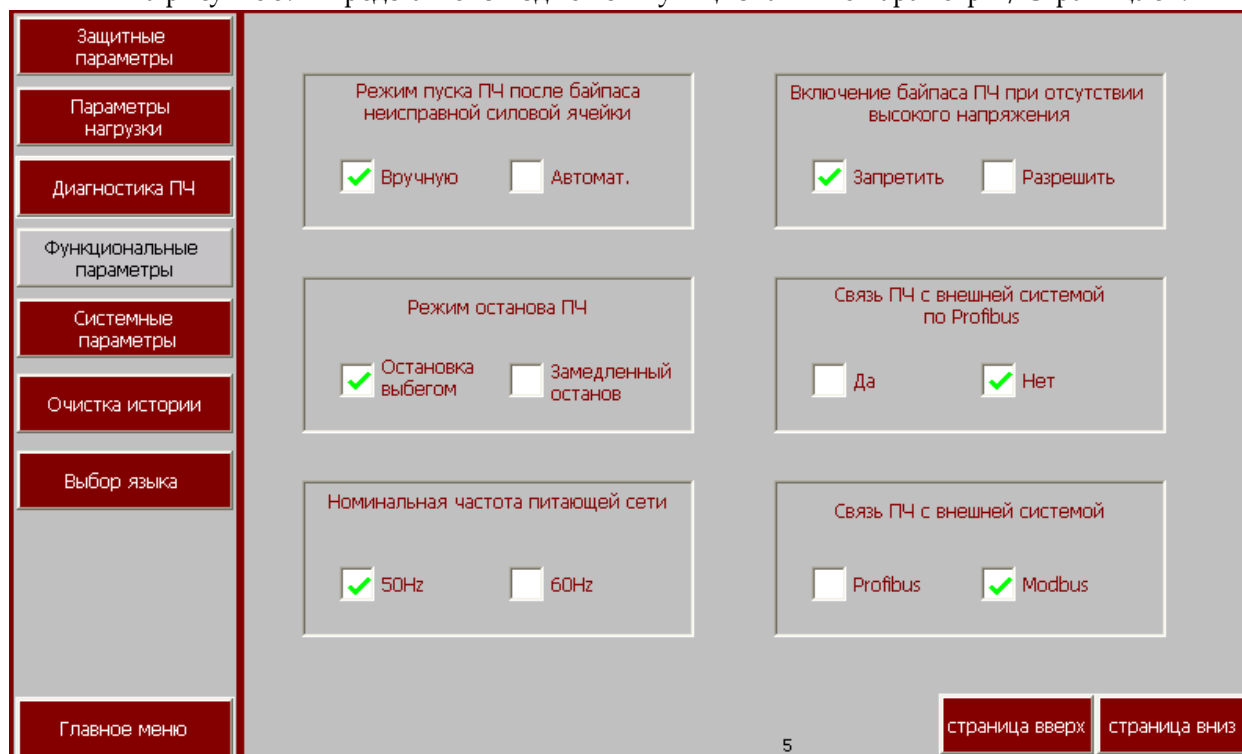 Защитные
параметры
Параметры
нагрузки
Диагностика ПЧ
Функциональные
параметры
Системные
параметры
Очистка истории
Выбор языка
Главное меню
Режим пуска ПЧ после байпаса
неисправной силовой ячейки
Вручную Автомат.
Включение байпаса ПЧ при отсутствии
высокого напряжения
Запретить Разрешить
Режим останова ПЧ
Остановка
выбегом
Замедленный
останов
Связь ПЧ с внешней системой
по Profibus
Да Нет
Номинальная частота питающей сети
50Hz 60Hz
Связь ПЧ с внешней системой
Profibus Modbus
5
страница вверх страница вниз